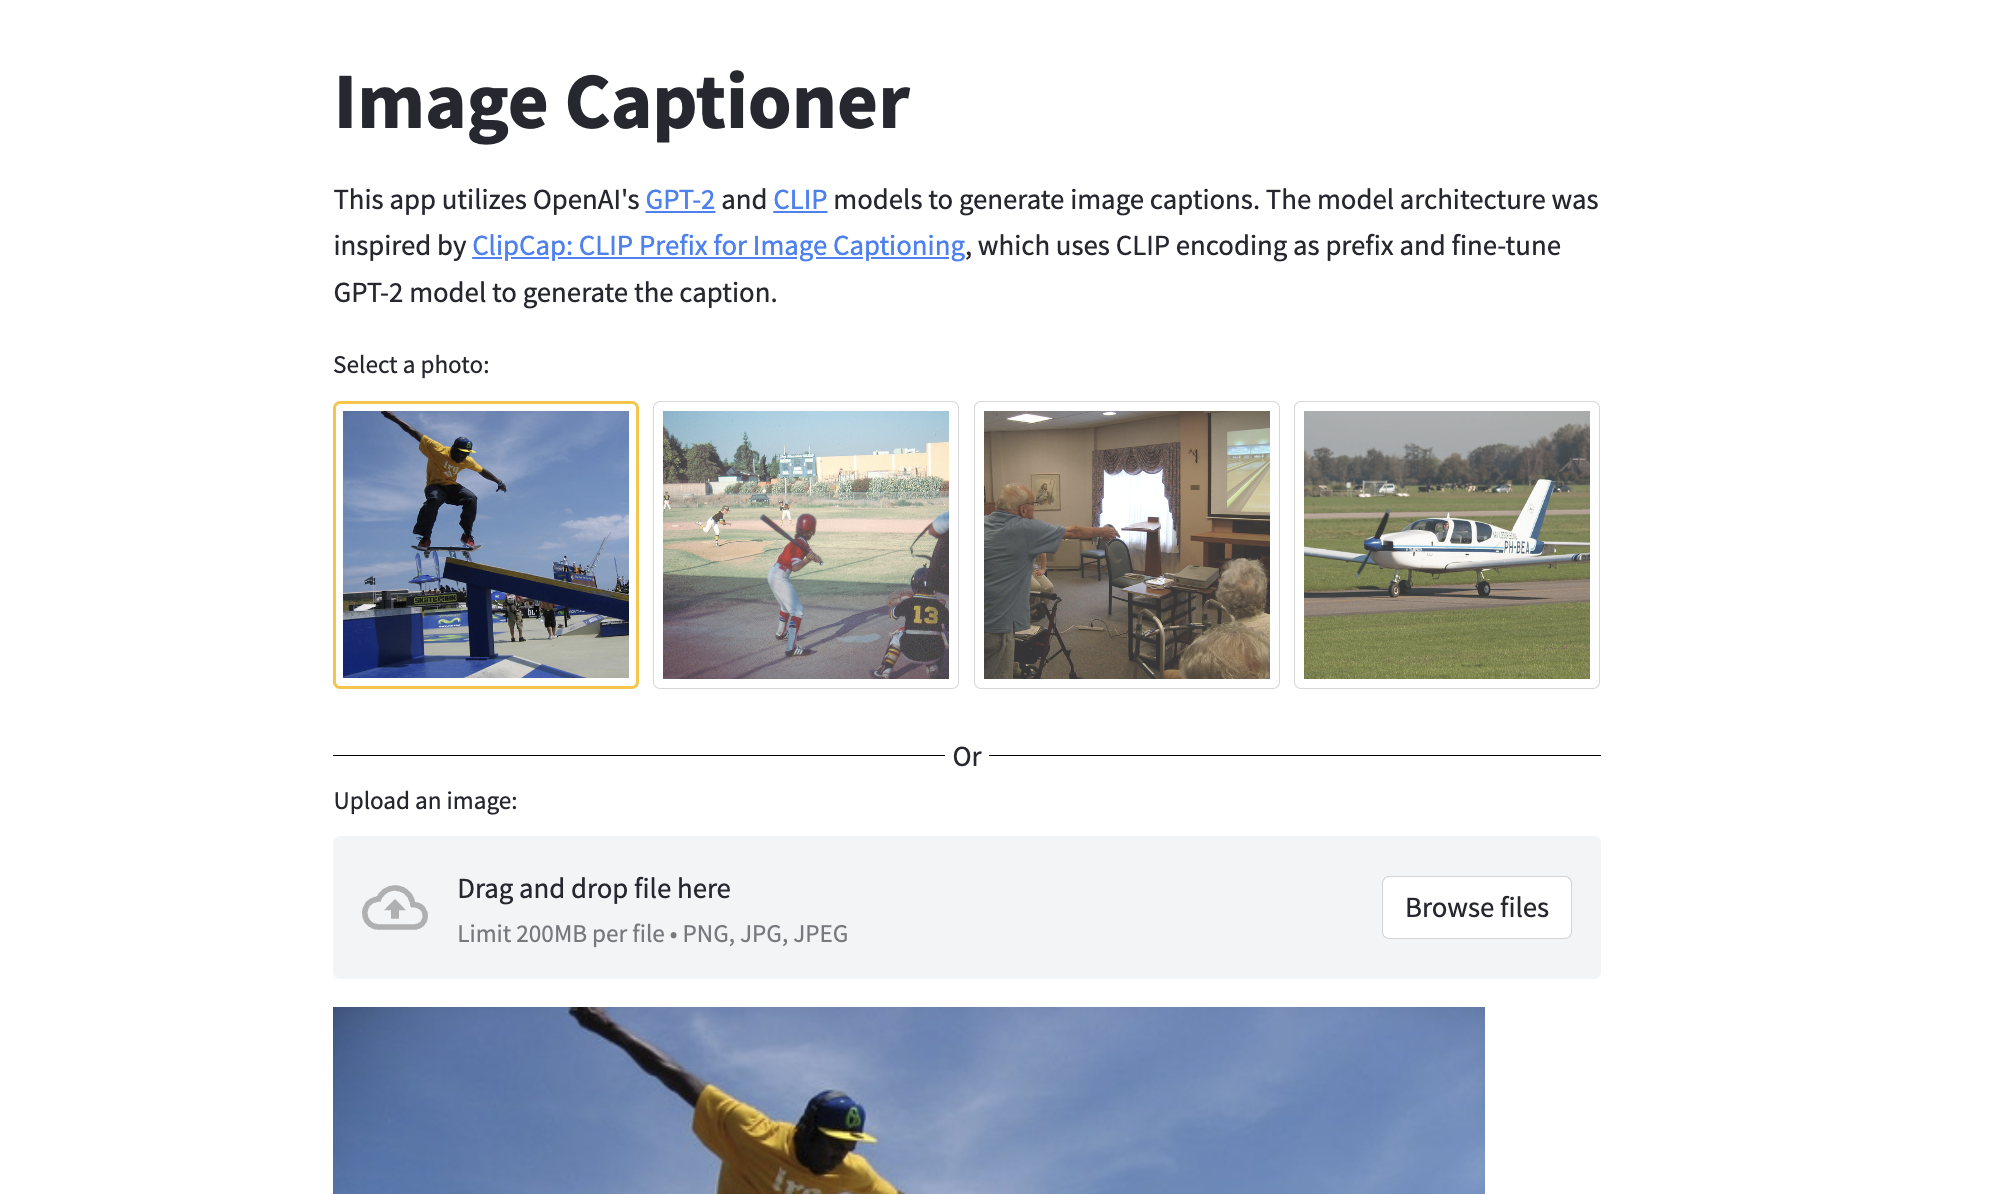 Image Captioner
This app utilizes OpenAI's GPT-2 and CLIP models to generate image captions. The model architecture was
inspired by ClipCap: CLIP Prefix for Image Captioning, which uses CLIP encoding as prefix and fine-tune
GPT-2 model to generate the caption.
Select a photo:
13
PH-BEA
Or
Upload an image:
Drag and drop file here
Limit 200MB per file • PNG, JPG, JPEG
Browse files